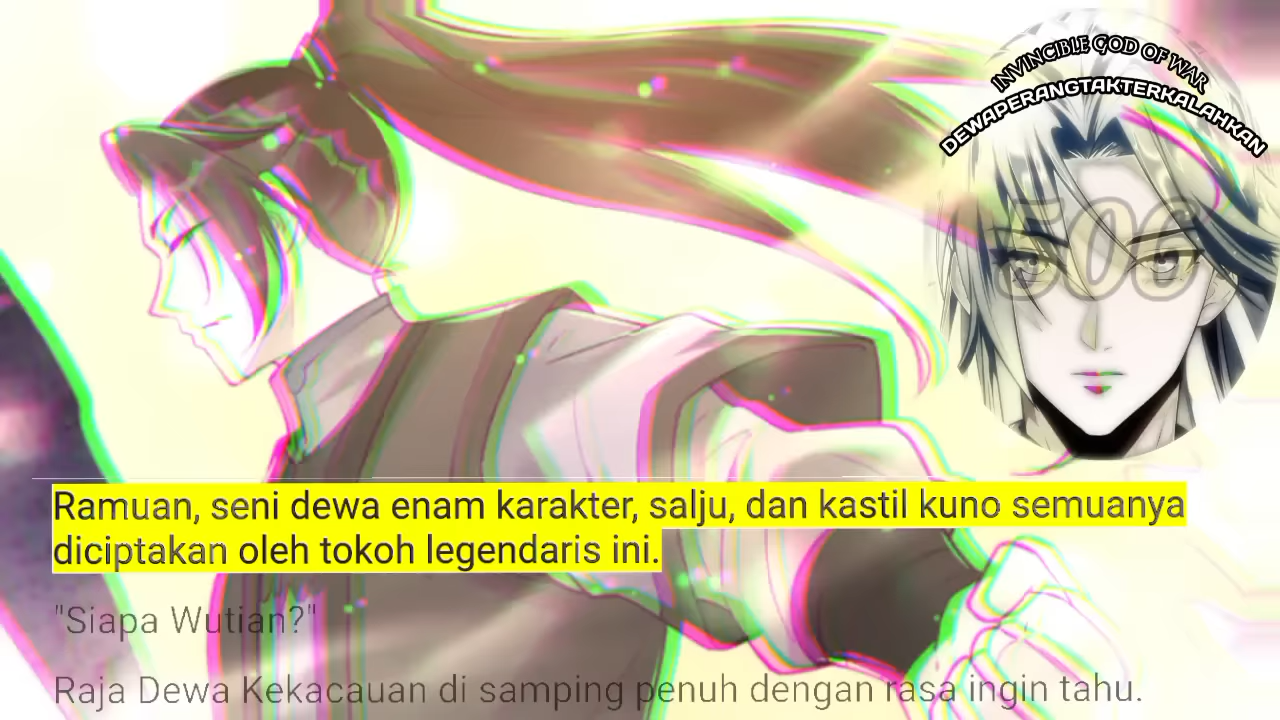 INVINCIBLE GOD OF WAR
DEWAPERANGTAKTERKALAHKAN
506
Ramuan, seni dewa enam karakter, salju, dan kastil kuno semuanya
diciptakan oleh tokoh legendaris ini.
"Siapa Wutian?"
Raja Dewa Kekacauan di samping penuh dengan rasa ingin tahu.